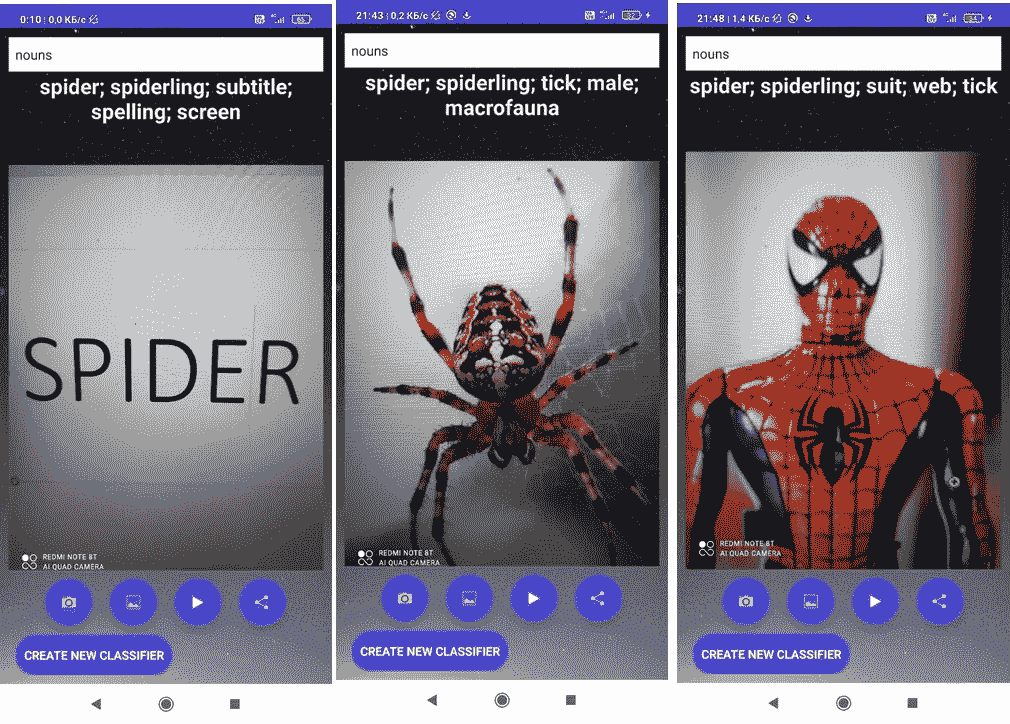 0:10 | 0,0 КБ/с
65
nouns
spider; spiderling; subtitle;
spelling; screen
SPIDER
REDMI NOTE 8T
AI QUAD CAMERA
CREATE NEW CLASSIFIER
21:43 | 0,2 КБ/с
nouns
spider; spiderling; tick; male;
macrofauna
REDMI NOTE 8T
AI QUAD CAMERA
CREATE NEW CLASSIFIER
21:48 | 1,4 КБ/с
nouns
spider; spiderling; suit; web; tick
REDMI NOTE 8T
AI QUAD CAMERA
CREATE NEW CLASSIFIER